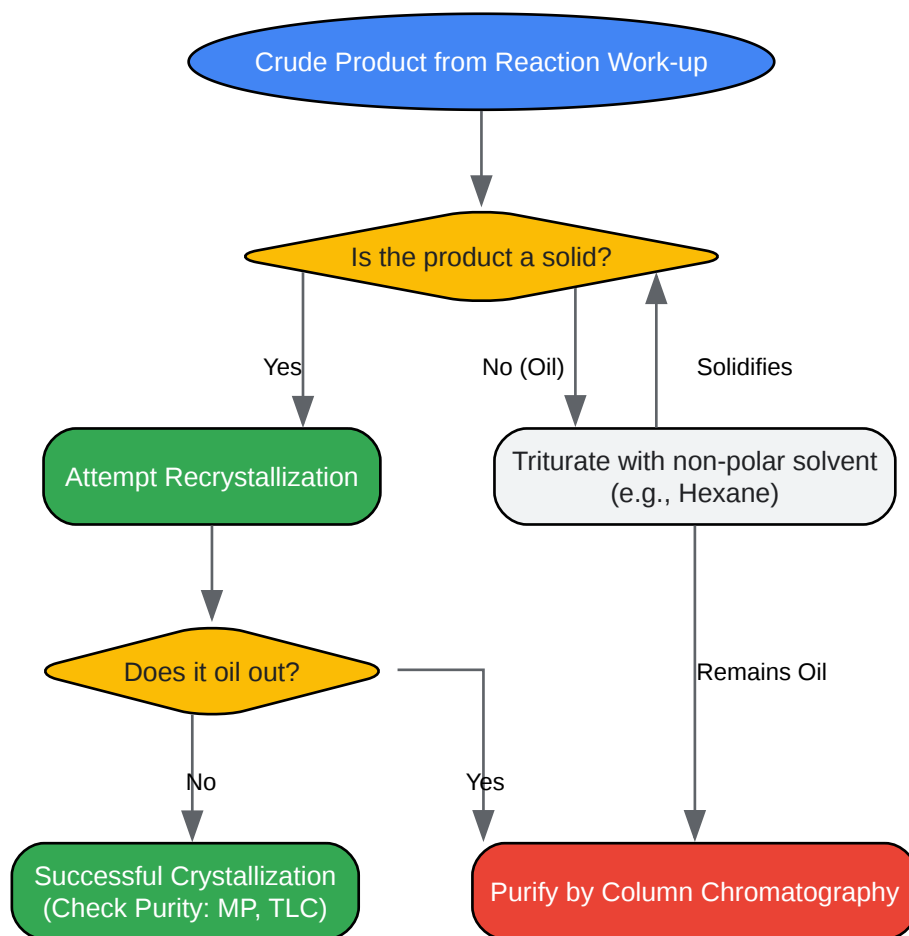 Crude Product from Reaction Work-up
Is the product a solid?
Yes
No (Oil)
Solidifies
Attempt Recrystallization
Triturate with non-polar solvent
(e.g., Hexane)
Does it oil out?
Remains Oil
No
Yes
Successful Crystallization
(Check Purity: MP, TLC)
Purify by Column Chromatography